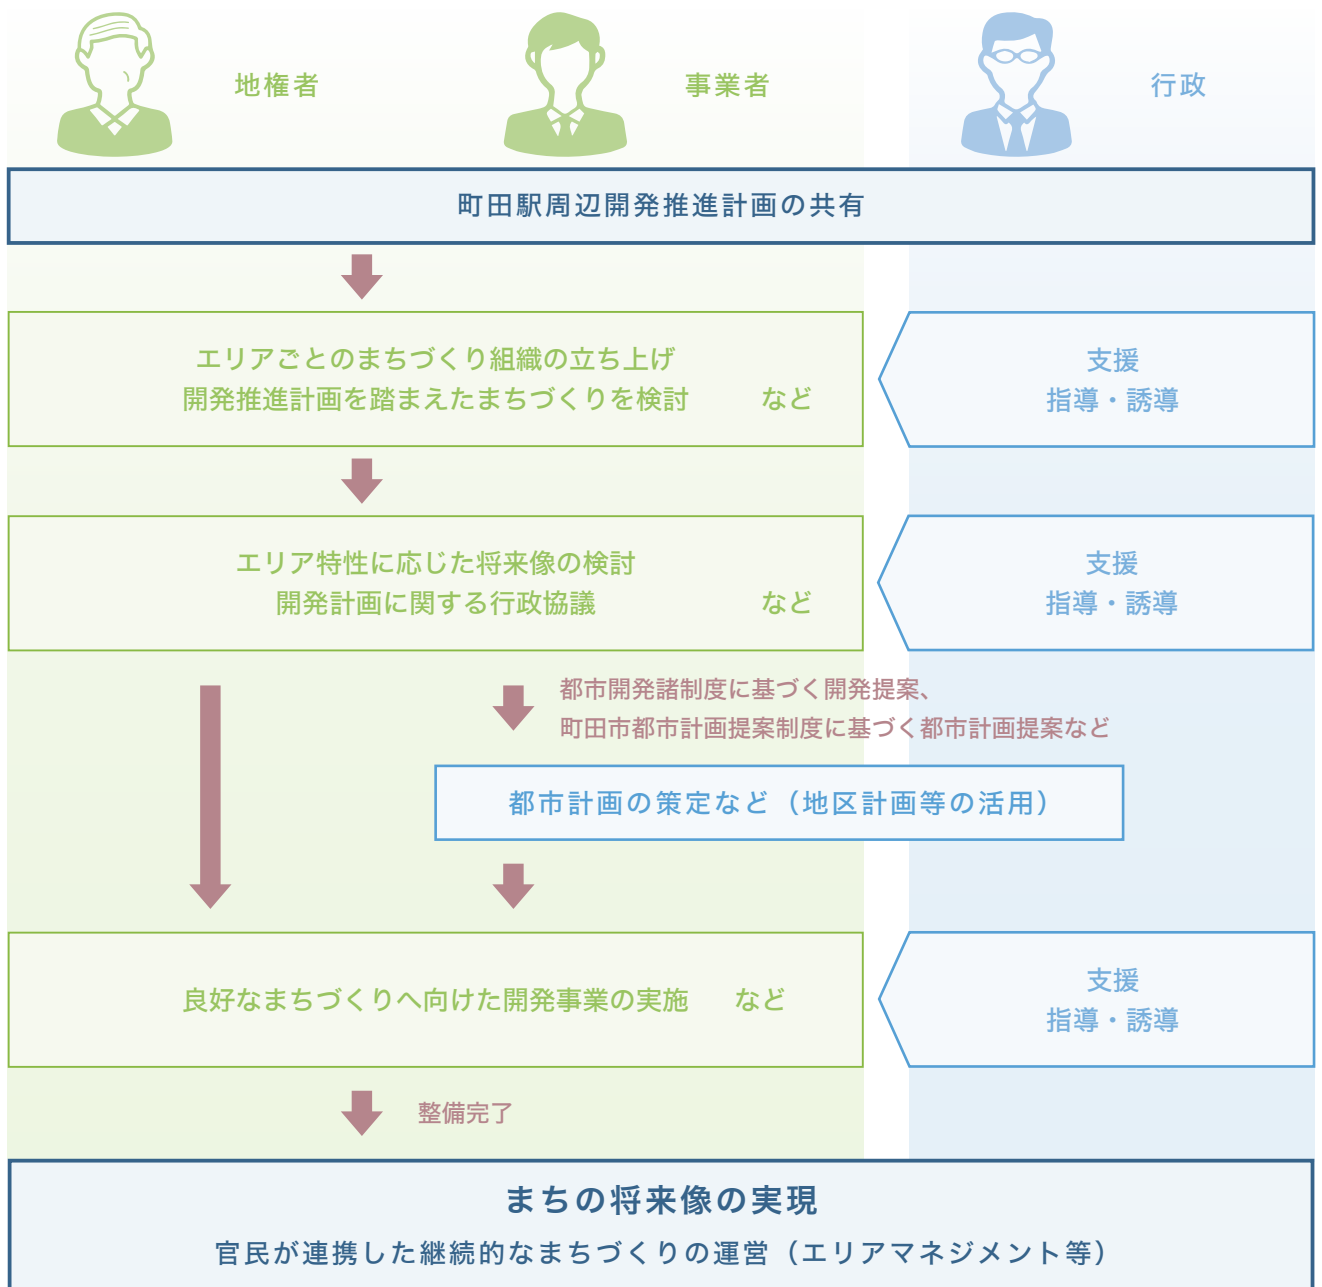 地権者
事業者
行政
町田駅周辺開発推進計画の共有
エリアごとのまちづくり組織の立ち上げ
開発推進計画を踏まえたまちづくりを検討 など
支援
指導・誘導
エリア特性に応じた将来像の検討
開発計画に関する行政協議 など
支援
指導・誘導
都市開発諸制度に基づく開発提案、
町田市都市計画提案制度に基づく都市計画提案など
都市計画の策定など（地区計画等の活用）
良好なまちづくりへ向けた開発事業の実施 など
支援
指導・誘導
整備完了
まちの将来像の実現
官民が連携した継続的なまちづくりの運営（エリアマネジメント等）